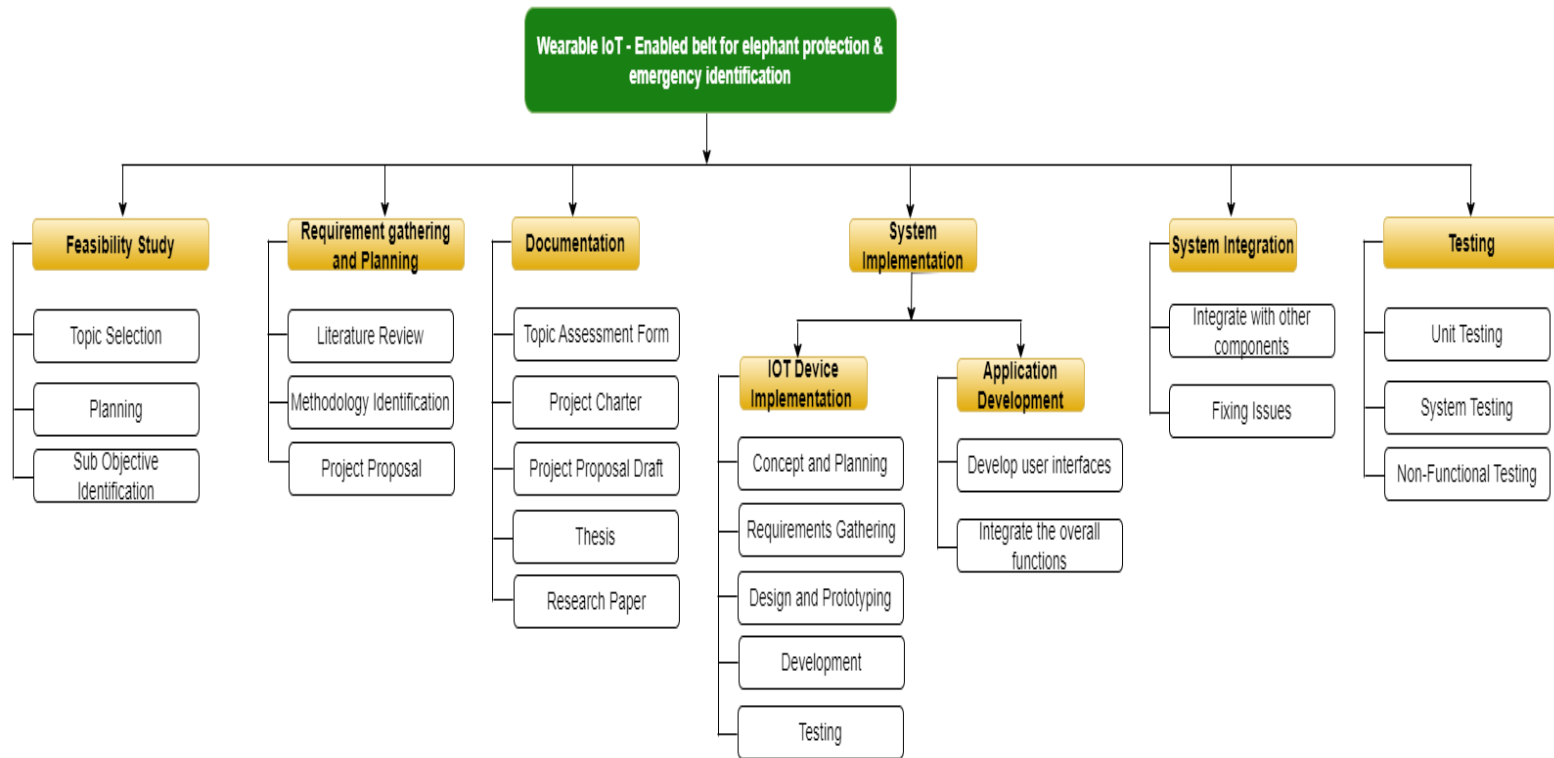 Wearable IoT - Enabled belt for elephant protection &
emergency identification
Feasibility Study
Topic Selection
Planning
Sub Objective
Identification
Requirement gathering
and Planning
Literature Review
Methodology Identification
Project Proposal
Documentation
Topic Assessment Form
Project Charter
Project Proposal Draft
Thesis
Research Paper
System
Implementation
IOT Device
Implementation
Concept and Planning
Requirements Gathering
Design and Prototyping
Development
Testing
Application
Development
Develop user interfaces
Integrate the overall
functions
System Integration
Integrate with other
components
Fixing Issues
Testing
Unit Testing
System Testing
Non-Functional Testing